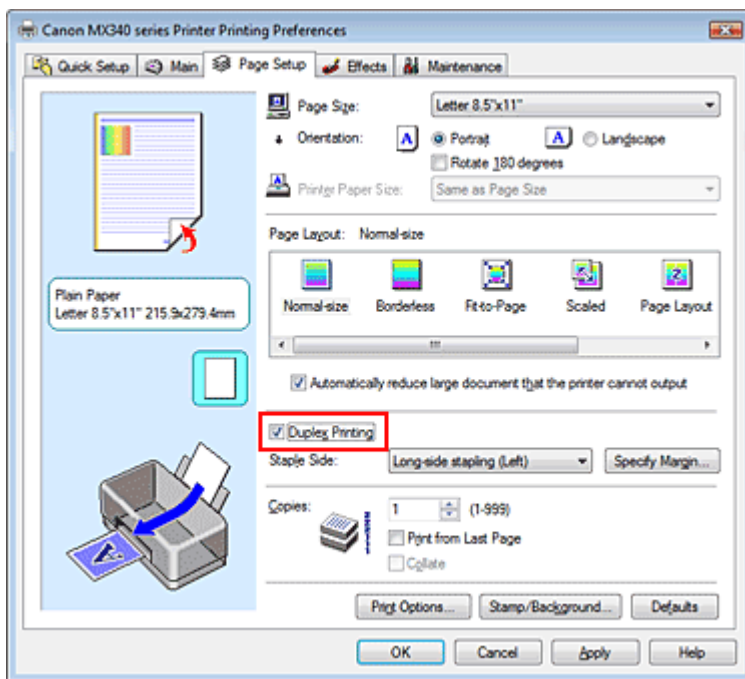 Canon MX340 series Printer Printing Preferences
Quick Setup Main Page Setup Effects Maintenance
Page Size: Letter 8.5"x11"
Orientation: A Portrait A Landscape
Rotate 180 degrees
Printer Paper Size: Same as Page Size
Page Layout: Normal-size
Normal-size Borderless Fit-to-Page Scaled Page Layout
Plain Paper
Letter 8.5"x11" 215.9x279.4mm
Automatically reduce large document that the printer cannot output
Duplex Printing
Staple Side: Long-side stapling (Left) Specify Margin...
Copies: 1 (1-999)
Print from Last Page
Collate
Print Options... Stamp/Background... Defaults
OK Cancel Apply Help